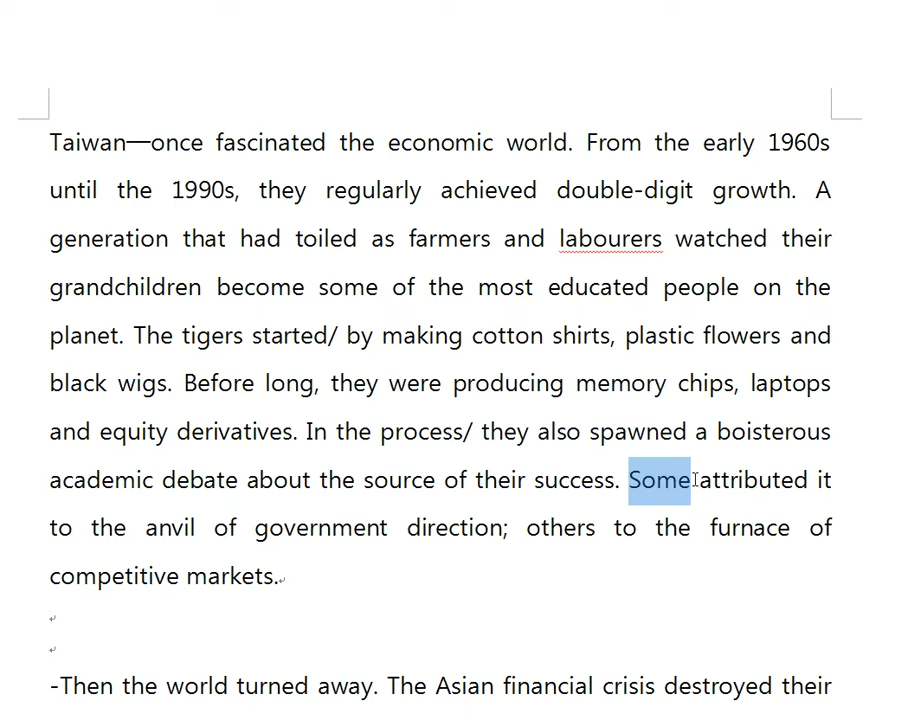 Taiwan—once fascinated the economic world. From the early 1960s
until the 1990s, they regularly achieved double-digit growth. A
generation that had toiled as farmers and labourers watched their
grandchildren become some of the most educated people on the
planet. The tigers started/ by making cotton shirts, plastic flowers and
black wigs. Before long, they were producing memory chips, laptops
and equity derivatives. In the process/ they also spawned a boisterous
academic debate about the source of their success. Some attributed it
to the anvil of government direction; others to the furnace of
competitive markets.
-Then the world turned away. The Asian financial crisis destroyed their